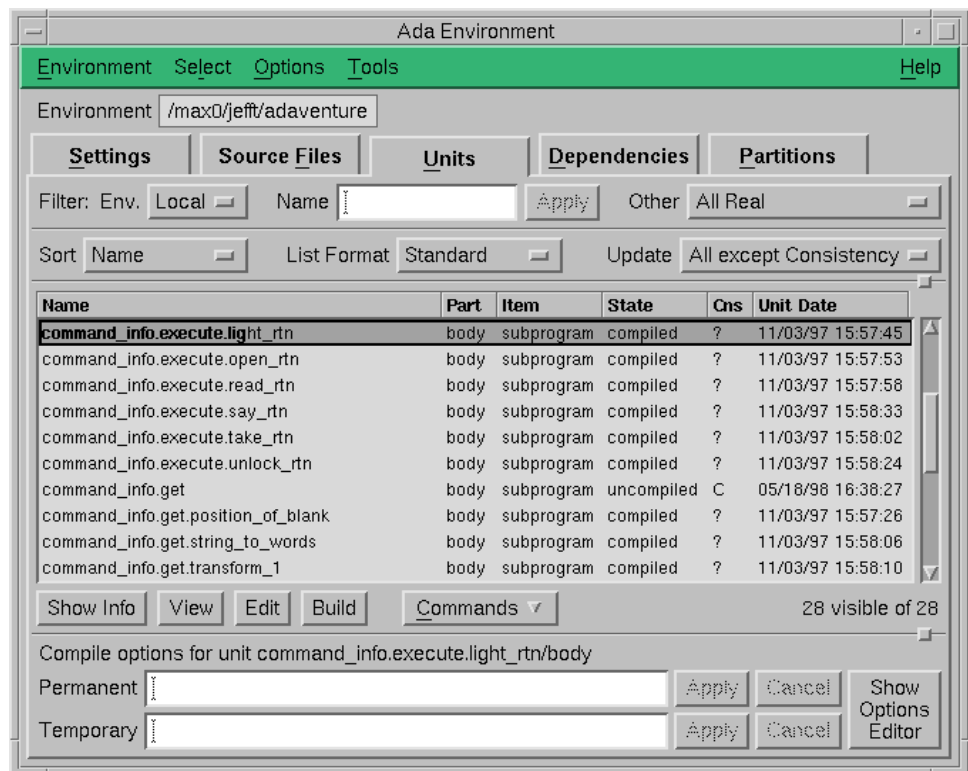 Ada Environment
Environment Select Options Tools Help
Environment /max0/jefft/adaventure
Settings Source Files Units Dependencies Partitions
Filter: Env. Local Name Apply Other All Real
Sort Name List Format Standard Update All except Consistency
Name Part Item State Cns Unit Date
command_info.execute.light_rtn body subprogram compiled ? 11/03/97 15:57:45
command_info.execute.open_rtn body subprogram compiled ? 11/03/97 15:57:53
command_info.execute.read_rtn body subprogram compiled ? 11/03/97 15:57:58
command_info.execute.say_rtn body subprogram compiled ? 11/03/97 15:58:33
command_info.execute.take_rtn body subprogram compiled ? 11/03/97 15:58:02
command_info.execute.unlock_rtn body subprogram compiled ? 11/03/97 15:58:24
command_info.get body subprogram uncompiled C 05/18/98 16:38:27
command_info.get.position_of_blank body subprogram compiled ? 11/03/97 15:57:26
command_info.get.string_to_words body subprogram compiled ? 11/03/97 15:58:06
command_info.get.transform_1 body subprogram compiled ? 11/03/97 15:58:10
Show Info View Edit Build Commands 28 visible of 28
Compile options for unit command_info.execute.light_rtn/body
Permanent Apply Cancel
Temporary Apply Cancel
Show
Options
Editor